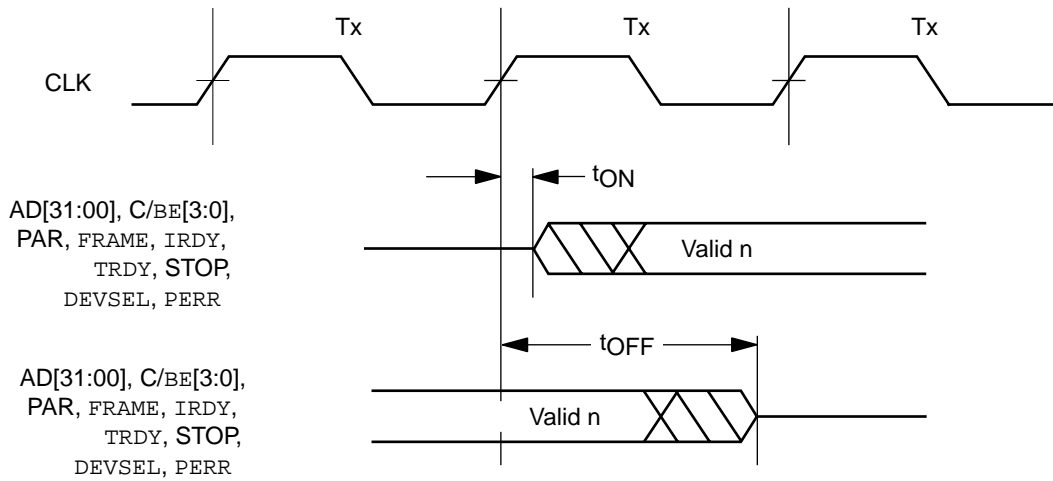 Tx Tx Tx
CLK
tON
AD[31:00], C/BE[3:0],
PAR, FRAME, IRDY,
Valid n
TRDY, STOP,
DEVSEL, PERR
tOFF
AD[31:00], C/BE[3:0],
PAR, FRAME, IRDY,
Valid n
TRDY, STOP,
DEVSEL, PERR